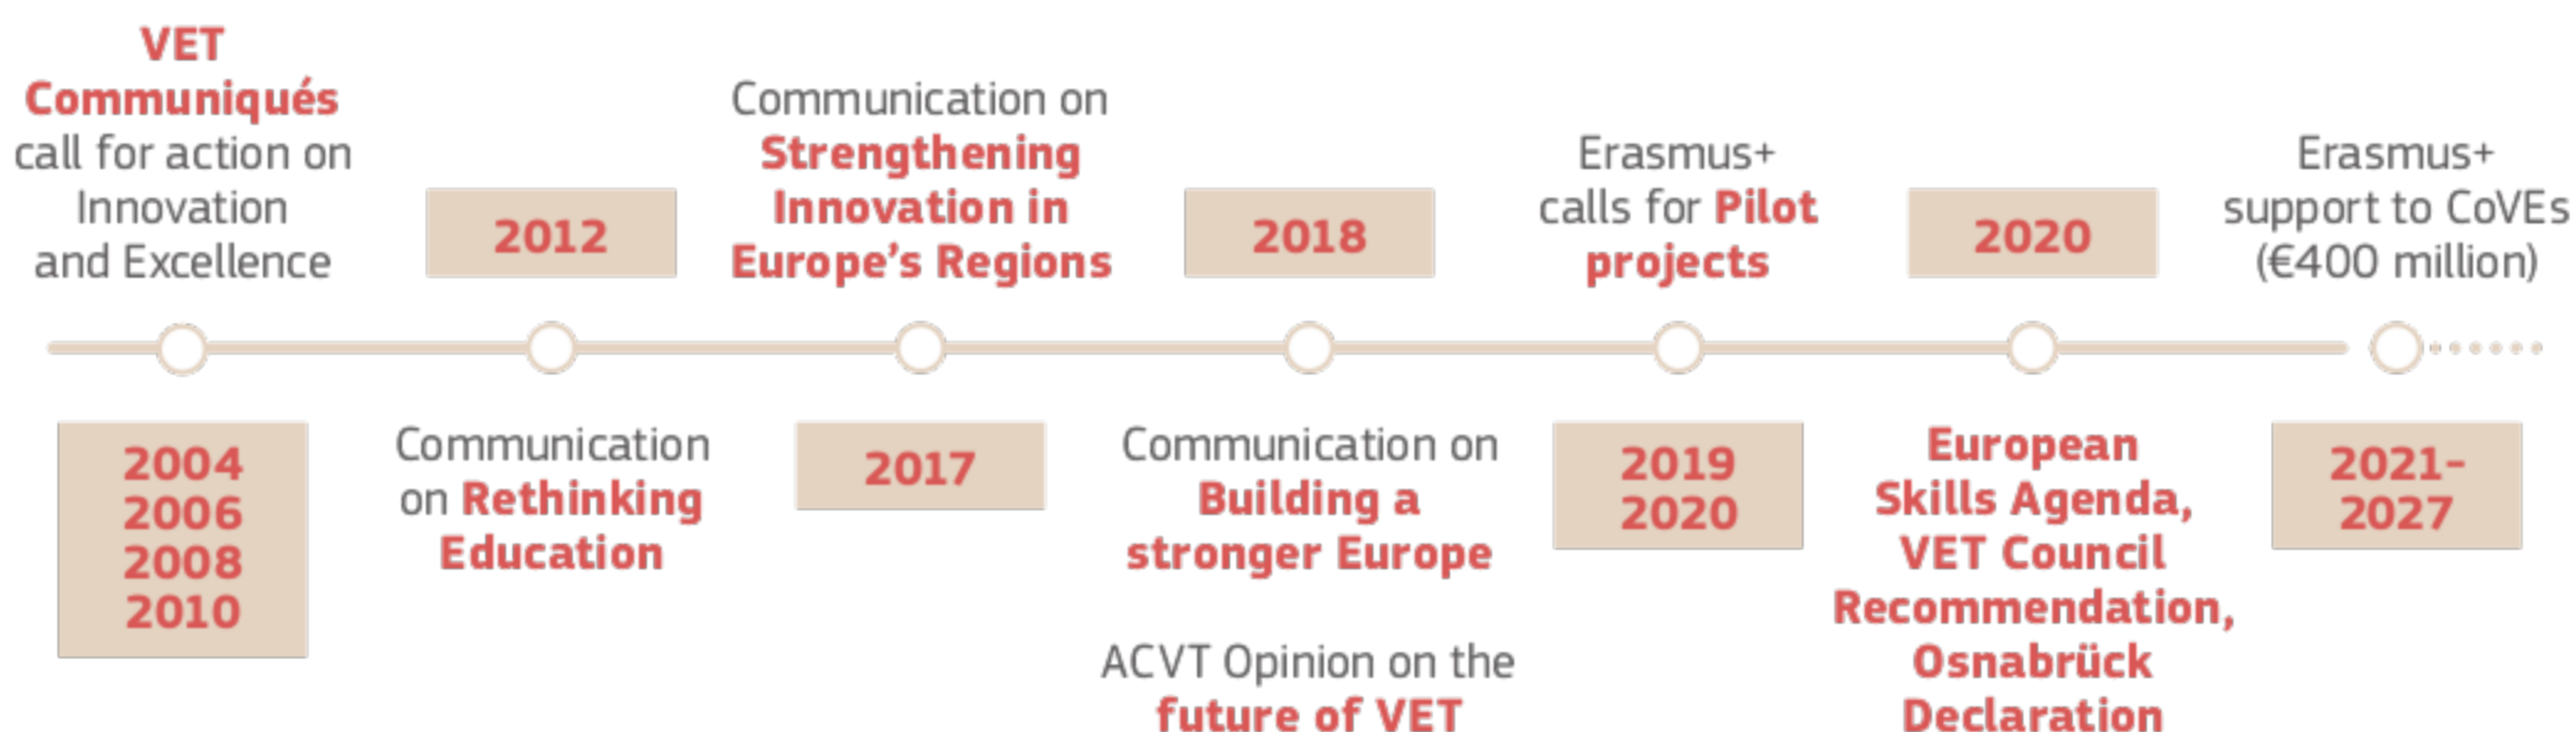 VET
Communiqués
call for action on
Innovation
and Excellence
2004
2006
2008
2010
2012
Communication
on Rethinking
Education
Communication on
Strengthening
Innovation in
Europe’s Regions
2017
2018
Communication on
Building a
stronger Europe
ACVT Opinion on the
future of VET
Erasmus+
calls for Pilot
projects
2019
2020
2020
European
Skills Agenda,
VET Council
Recommendation,
Osnabrück
Declaration
Erasmus+
support to CoVEs
(€400 million)
2021-
2027